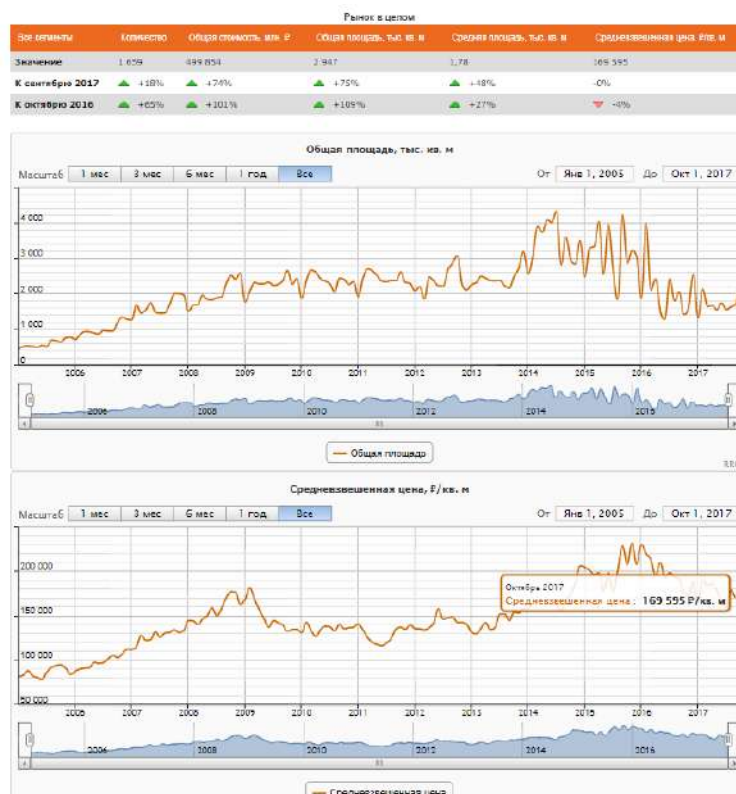 Рынок в целом
Все сегменты Количество Общая стоимость, млн. ₽ Общая площадь, тыс. кв. м Средняя площадь, тыс. кв. м Средневзвешенная цена, ₽/кв. м
Значение 1 659 499 854 2 947 1,78 169 595
К сентябрю 2017 +18% +74% +75% +48% -0%
К октябрю 2016 +65% +101% +109% +27% -4%
Общая площадь, тыс. кв. м
Масштаб 1 мес 3 мес 6 мес 1 год Все От Янв 1, 2005 До Окт 1, 2017
4 000
3 000
2 000
1 000
0
2006 2007 2008 2009 2010 2011 2012 2013 2014 2015 2016 2017
2006 2008 2010 2012 2014 2016
Общая площадь
Средневзвешенная цена, ₽/кв. м
Масштаб 1 мес 3 мес 6 мес 1 год Все От Янв 1, 2005 До Окт 1, 2017
200 000
Октябрь 2017
Средневзвешенная цена: 169 595 ₽/кв. м
150 000
100 000
50 000
2006 2007 2008 2009 2010 2011 2012 2013 2014 2015 2016 2017
2006 2008 2010 2012 2014 2016
Средневзвешенная цена